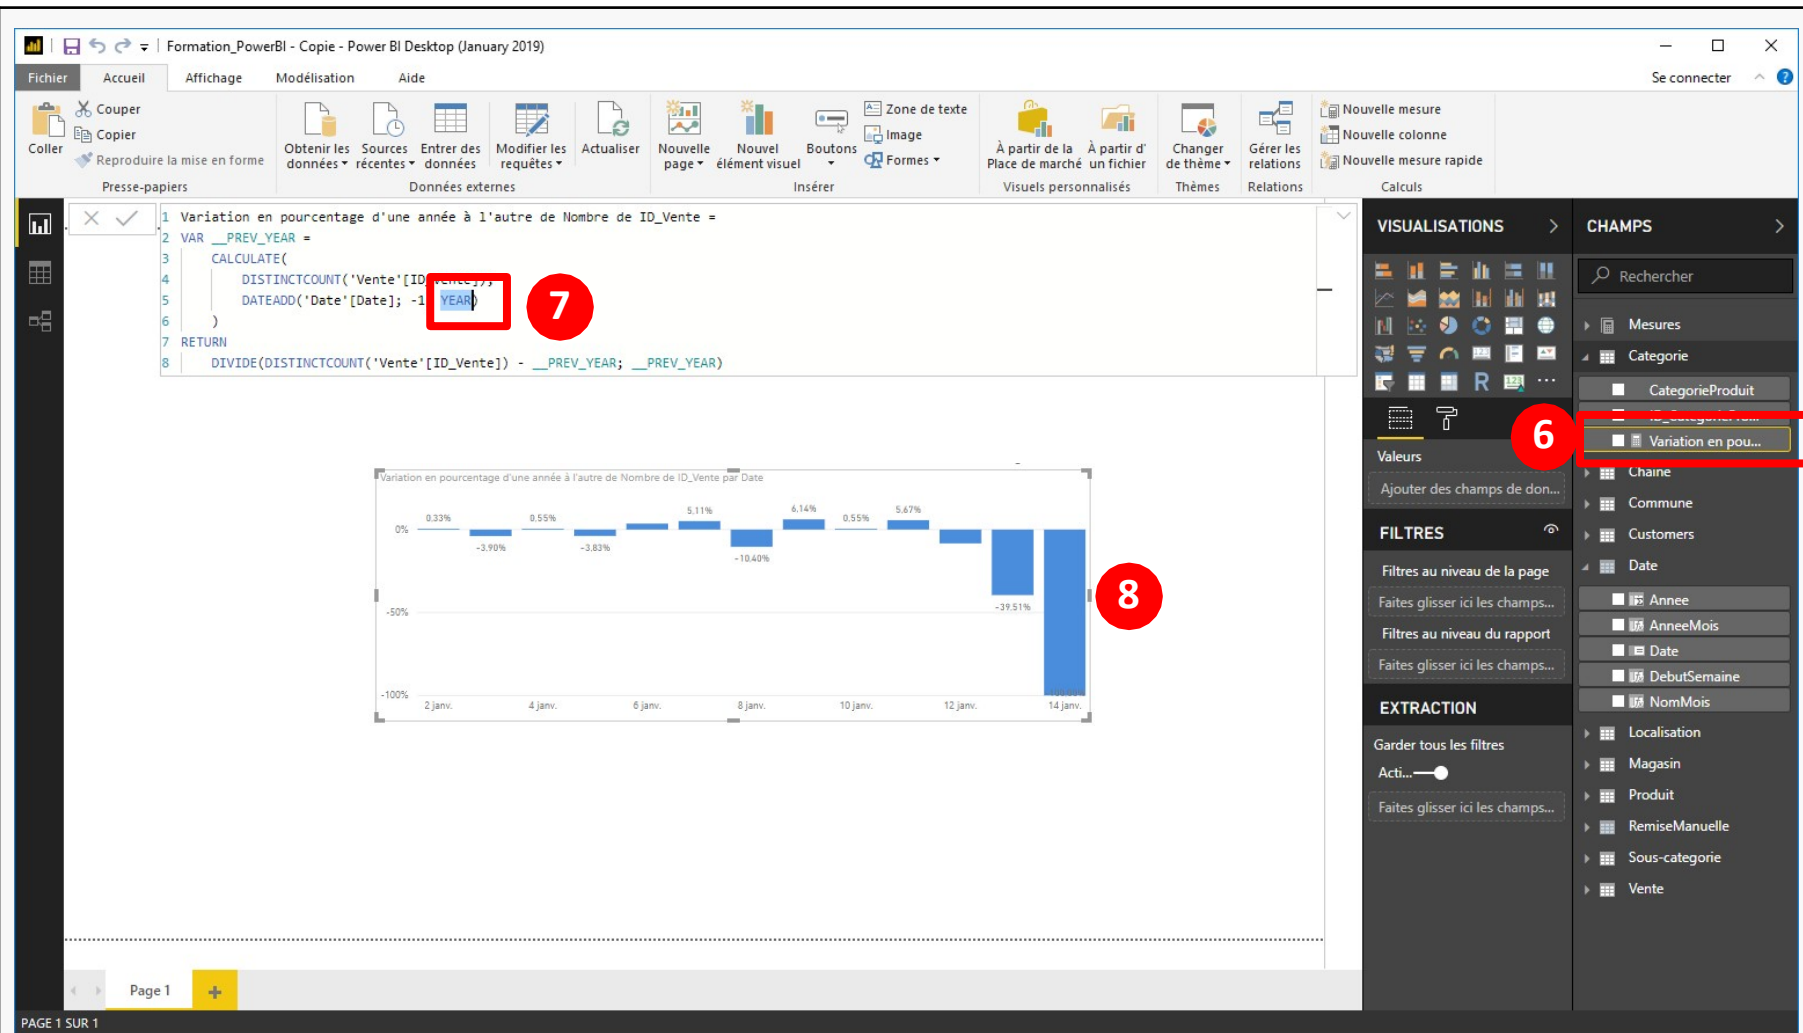 Formation_PowerBI - Copie - Power BI Desktop (January 2019)
Fichier Accueil Affichage Modélisation Aide Se connecter
Coller
Couper
Copier
Reproduire la mise en forme
Presse-papiers
Obtenir les données
Sources récentes
Entrer des données
Modifier les requêtes
Actualiser
Données externes
Nouvelle page
Nouvel élément visuel
Boutons
Zone de texte
Image
Formes
Insérer
À partir de la Place de marché
À partir d' un fichier
Visuels personnalisés
Changer de thème
Thèmes
Gérer les relations
Relations
Nouvelle mesure
Nouvelle colonne
Nouvelle mesure rapide
Calculs
1 Variation en pourcentage d'une année à l'autre de Nombre de ID_Vente =
2 VAR __PREV_YEAR =
3 CALCULATE(
4 DISTINCTCOUNT('Vente'[ID_Vente]);
5 DATEADD('Date'[Date]; -1 YEAR)
6 )
7 RETURN
8 DIVIDE(DISTINCTCOUNT('Vente'[ID_Vente]) - __PREV_YEAR; __PREV_YEAR)
7
Variation en pourcentage d'une année à l'autre de Nombre de ID_Vente par Date
0%
-50%
-100%
0,33%
-3,90%
0,55%
-3,83%
5,11%
-10,40%
6,14%
0,55%
5,67%
-39,51%
2 janv. 4 janv. 6 janv. 8 janv. 10 janv. 12 janv. 14 janv.
8
VISUALISATIONS
R
123
6
Valeurs
Ajouter des champs de don...
FILTRES
Filtres au niveau de la page
Faites glisser ici les champs...
Filtres au niveau du rapport
Faites glisser ici les champs...
EXTRACTION
Garder tous les filtres
Acti...
Faites glisser ici les champs...
CHAMPS
Rechercher
Mesures
Categorie
CategorieProduit
Variation en pou...
Chaine
Commune
Customers
Date
Annee
AnneeMois
Date
DebutSemaine
NomMois
Localisation
Magasin
Produit
RemiseManuelle
Sous-categorie
Vente
Page 1
PAGE 1 SUR 1